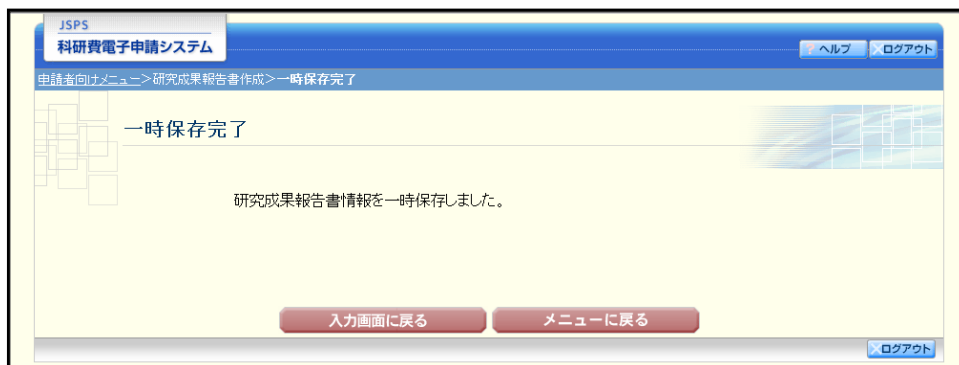 JSPS
科研費電子申請システム
? ヘルプ
×ログアウト
申請者向けメニュー>研究成果報告書作成>一時保存完了
一時保存完了
研究成果報告書情報を一時保存しました。
入力画面に戻る
メニューに戻る
×ログアウト